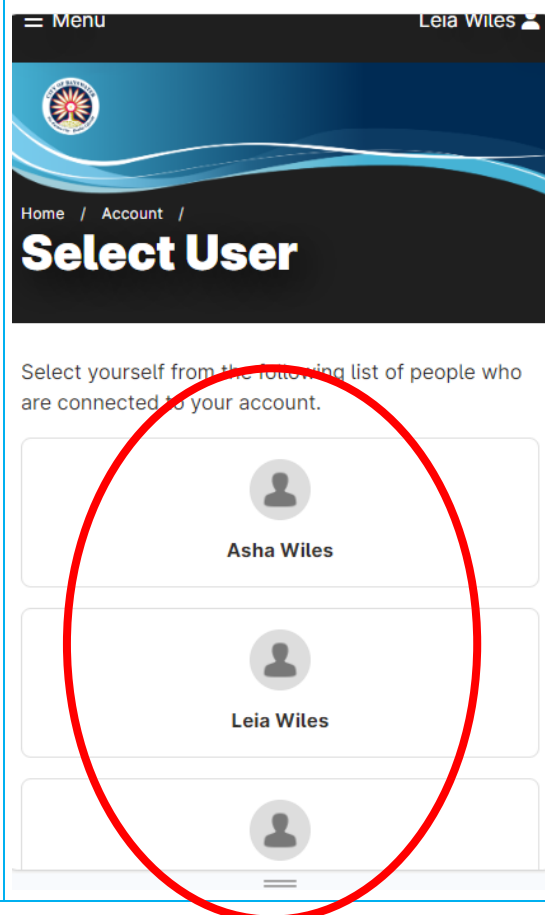 Menu
Leia Wiles
Home / Account /
Select User
Select yourself from the following list of people who
are connected to your account.
Asha Wiles
Leia Wiles